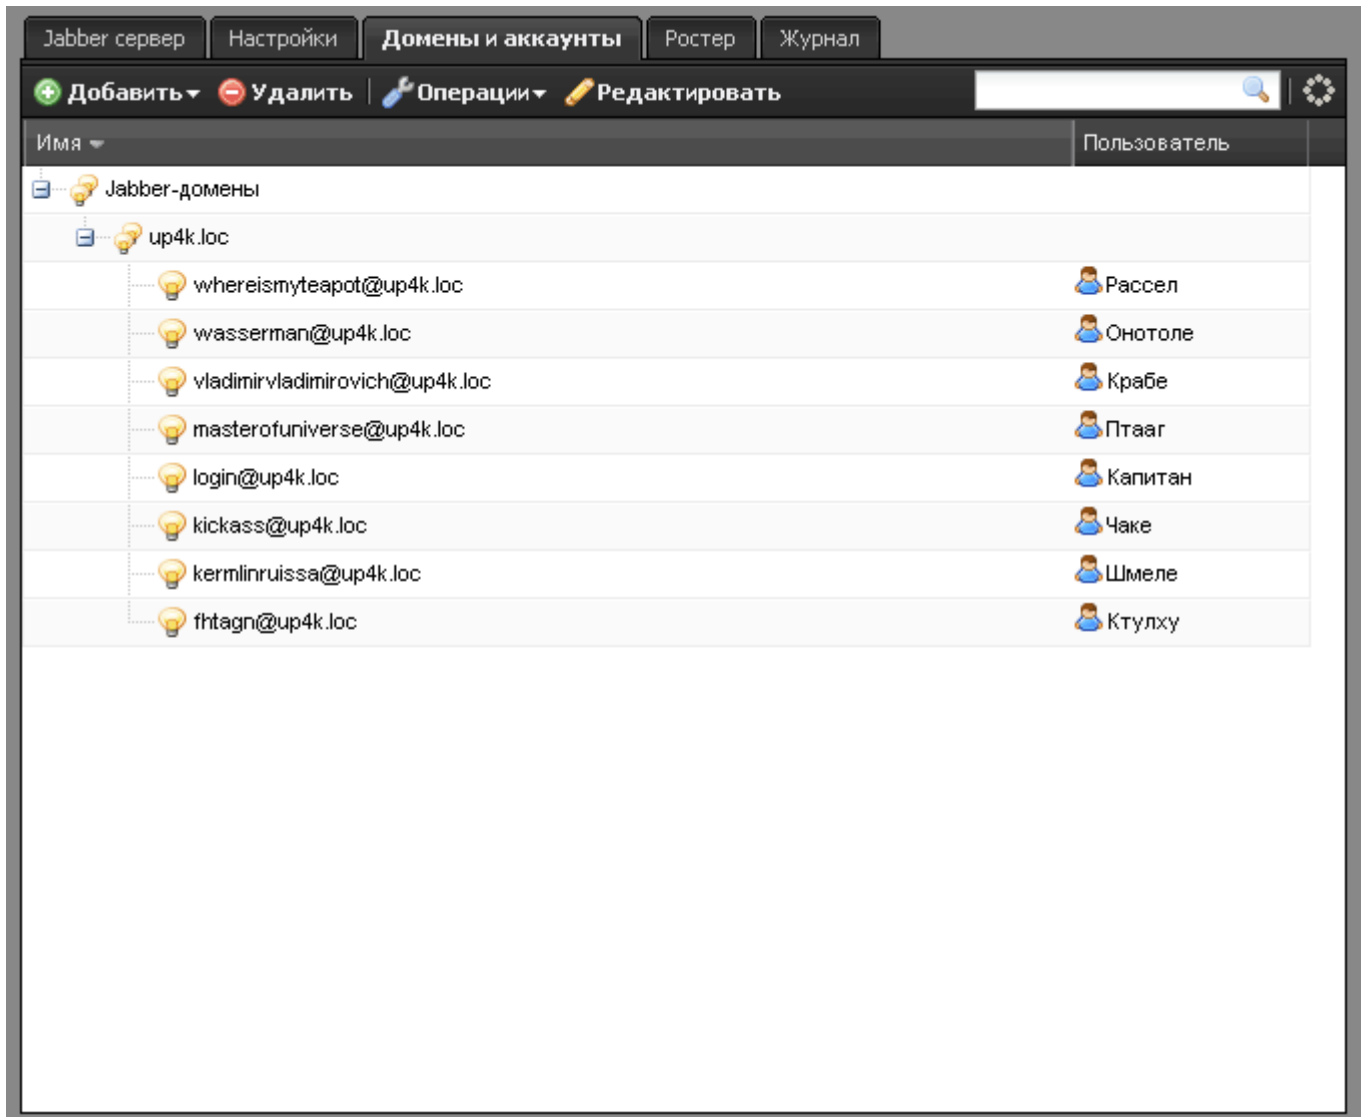 Jabber сервер Настройки Домены и аккаунты Ростер Журнал
Добавить Удалить Операции Редактировать
Имя Пользователь
Jabber-домены
up4k.loc
whereismyteapot@up4k.loc Рассел
wasserman@up4k.loc Онотоле
vladimirvladimirovich@up4k.loc Крабе
masterofuniverse@up4k.loc Птааг
login@up4k.loc Капитан
kickass@up4k.loc Чаке
kermlinruissa@up4k.loc Шмеле
fhtagn@up4k.loc Ктулху